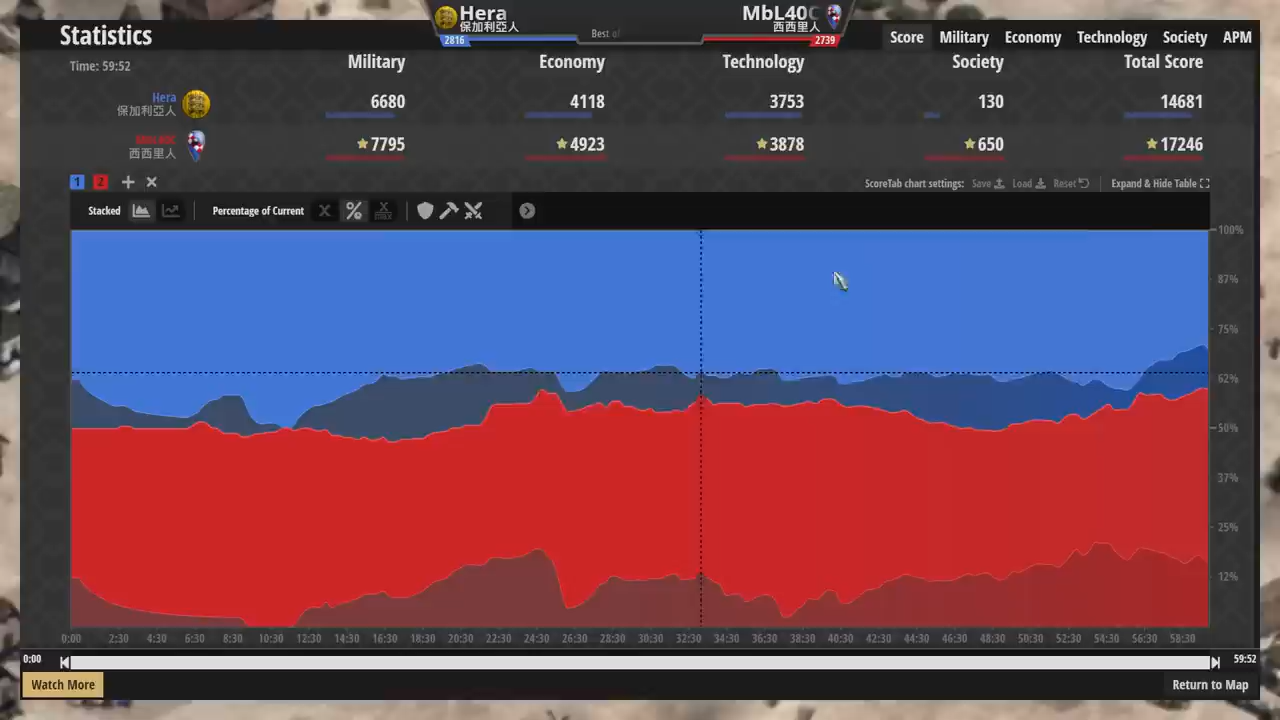 Hera
保加利亞人
2816
Best of
MbL40C
西西里人
2739
Statistics
Score Military Economy Technology Society APM
Time: 59:52
Military Economy Technology Society Total Score
Hera
保加利亞人
6680 4118 3753 130 14681
MbL40C
西西里人
7795 4923 3878 650 17246
1 2
ScoreTab chart settings: Save Load Reset Expand & Hide Table
Stacked Percentage of Current X % X MAX
100%
87%
75%
62%
50%
37%
25%
12%
0:00 2:30 4:30 6:30 8:30 10:30 12:30 14:30 16:30 18:30 20:30 22:30 24:30 26:30 28:30 30:30 32:30 34:30 36:30 38:30 40:30 42:30 44:30 46:30 48:30 50:30 52:30 54:30 56:30 58:30
0:00 59:52
Watch More
Return to Map